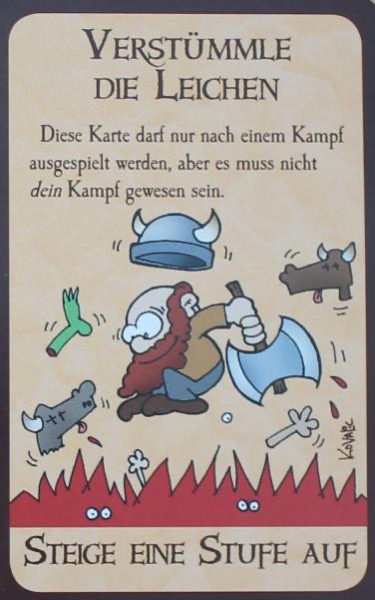 VERSTÜMMLE
DIE LEICHEN
Diese Karte darf nur nach einem Kampf
ausgespielt werden, aber es muss nicht
dein Kampf gewesen sein.
KOVALIC
STEIGE EINE STUFE AUF